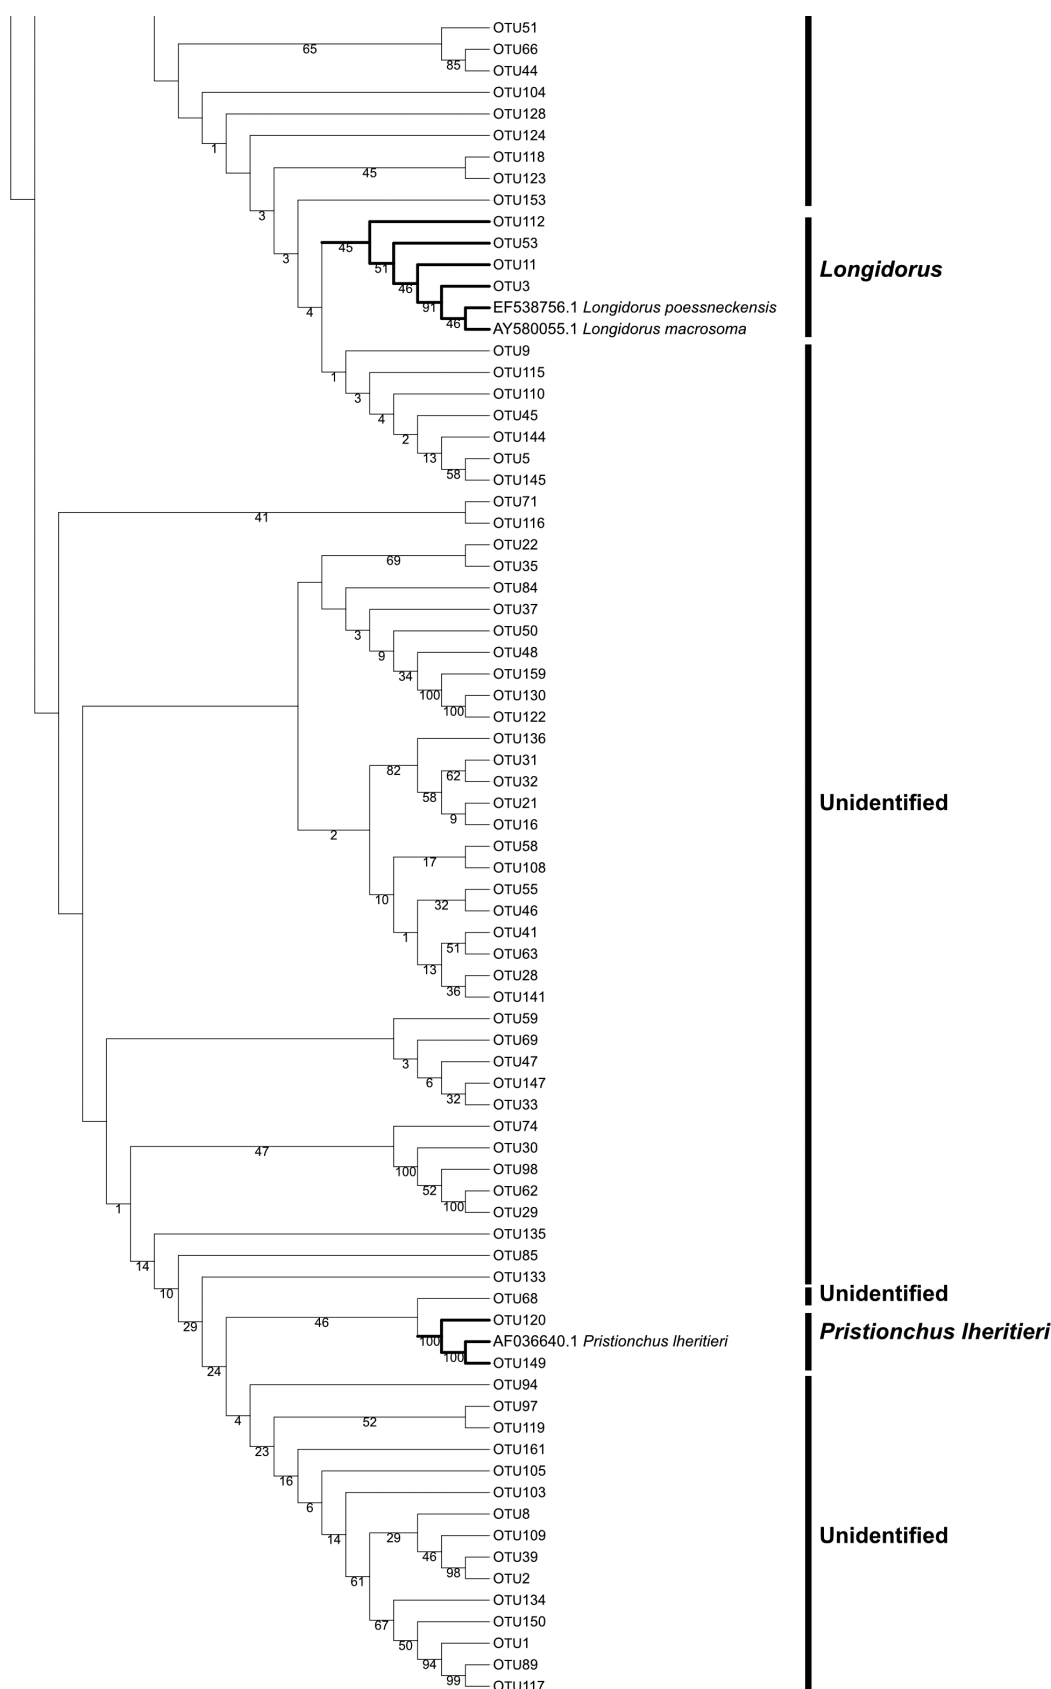 OTU51
65
OTU66
85
OTU44
OTU104
OTU128
1
OTU124
OTU118
45
OTU123
OTU153
3
OTU112
45
OTU53
3
51
OTU11
Longidorus
46
OTU3
91
EF538756.1 Longidorus poessneckensis
4
46
AY580055.1 Longidorus macrosoma
OTU9
1
OTU115
3
OTU110
4
OTU45
2
OTU144
13
OTU5
58
OTU145
OTU71
41
OTU116
OTU22
69
OTU35
OTU84
OTU37
3
OTU50
9
OTU48
34
OTU159
100
OTU130
100
OTU122
OTU136
82
OTU31
62
OTU32
58
OTU21
Unidentified
9
OTU16
2
OTU58
17
OTU108
10
OTU55
32
OTU46
1
OTU41
51
OTU63
13
OTU28
36
OTU141
OTU59
OTU69
3
OTU47
6
OTU147
32
OTU33
OTU74
47
OTU30
100
OTU98
52
OTU62
100
OTU29
1
OTU135
14
OTU85
10
OTU133
Unidentified
OTU68
29
46
OTU120
Pristionchus lheritieri
100
AF036640.1 Pristionchus lheritieri
100
OTU149
24
OTU94
4
OTU97
52
OTU119
23
OTU161
16
OTU105
6
OTU103
14
OTU8
29
OTU109
Unidentified
46
OTU39
98
OTU2
61
OTU134
67
OTU150
50
OTU1
94
OTU89
99
OTU117